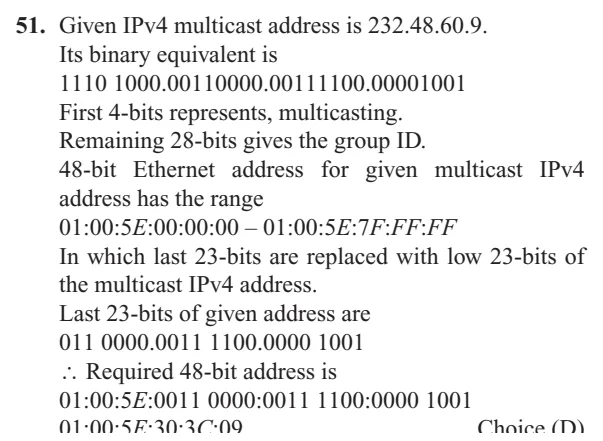 51. Given IPv4 multicast address is 232.48.60.9.
Its binary equivalent is
1110 1000.00110000.00111100.00001001
First 4-bits represents, multicasting.
Remaining 28-bits gives the group ID.
48-bit Ethernet address for given multicast IPv4
address has the range
01:00:5E:00:00:00 – 01:00:5E:7F:FF:FF
In which last 23-bits are replaced with low 23-bits of
the multicast IPv4 address.
Last 23-bits of given address are
011 0000.0011 1100.0000 1001
∴ Required 48-bit address is
01:00:5E:0011 0000:0011 1100:0000 1001
01:00:5E:30:3C:09 Choice (D)